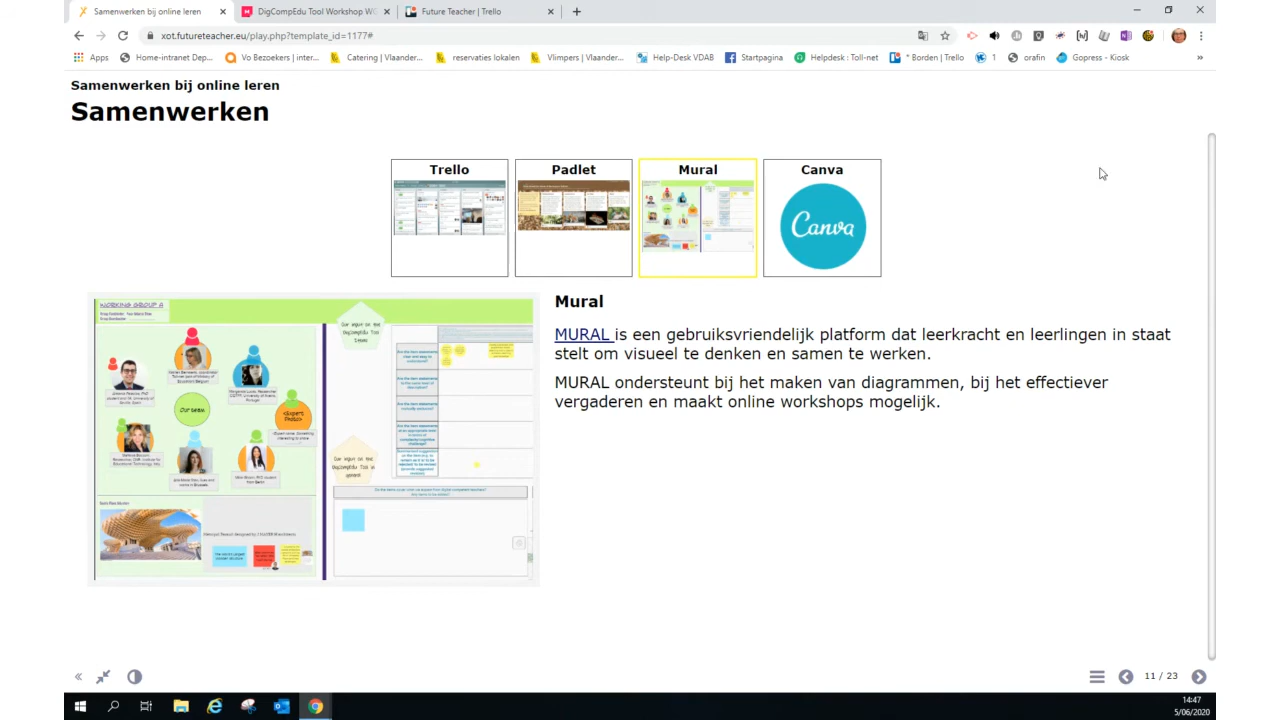 Samenwerken bij online leren
DigCompEdu Tool Workshop WC
Future Teacher | Trello
xot.futureteacher.eu/play.php?template_id=1177#
Apps
Home-intranet Dep...
Vo Bezoekers | inter...
Catering | Vlaander...
reservaties lokalen
Vlimpers | Vlaander...
Help-Desk VDAB
Startpagina
Helpdesk : Toll-net
* Borden | Trello
1
orafin
Gopress - Kiosk
Samenwerken bij online leren
Samenwerken
Trello
Padlet
Mural
Canva
Canva
WORKING GROUP A
Our team
Mural
MURAL is een gebruiksvriendelijk platform dat leerkracht en leerlingen in staat
stelt om visueel te denken en samen te werken.
MURAL ondersteunt bij het maken van diagrammen, bij het effectiever
vergaderen en maakt online workshops mogelijk.
11 / 23
14:47
5/06/2020